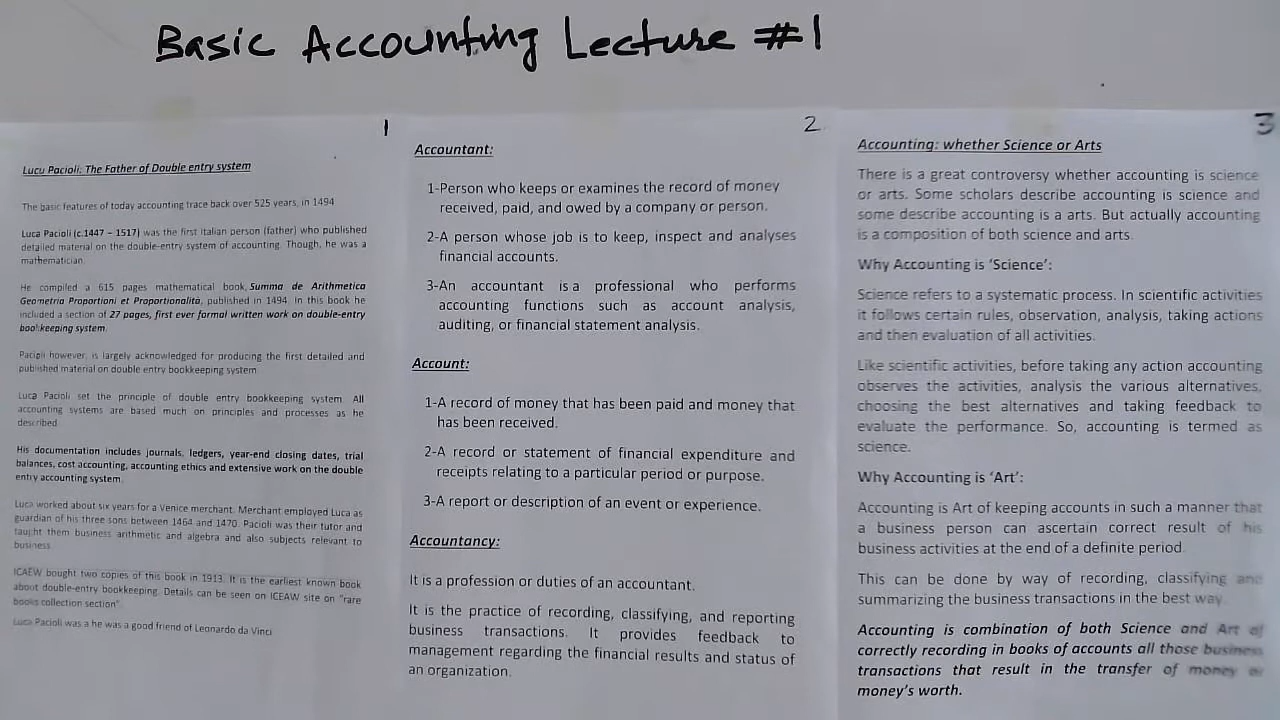 Basic Accounting Lecture #1
1
Lucu Pacioli: The Father of Double entry system
The basic features of today accounting trace back over 525 years, in 1494
Luca Pacioli (c.1447 – 1517) was the first Italian person (father) who published
detailed material on the double-entry system of accounting. Though, he was a
mathematician.
He compiled a 615 pages mathematical book, Summa de Arithmetica
Geometria Proportioni et Proportionalita, published in 1494. In this book he
included a section of 27 pages, first ever formal written work on double-entry
bookkeeping system.
Pacioli however, is largely acknowledged for producing the first detailed and
published material on double entry bookkeeping system.
Luca Pacioli set the principle of double entry bookkeeping system. All
accounting systems are based much on principles and processes as he
described.
His documentation includes journals, ledgers, year-end closing dates, trial
balances, cost accounting, accounting ethics and extensive work on the double
entry accounting system.
Luca worked about six years for a Venice merchant. Merchant employed Luca as
guardian of his three sons between 1464 and 1470. Pacioli was their tutor and
taught them business arithmetic and algebra and also subjects relevant to
business.
ICAEW bought two copies of this book in 1913. It is the earliest known book
about double-entry bookkeeping. Details can be seen on ICEAW site on "rare
books collection section".
Luca Pacioli was a he was a good friend of Leonardo da Vinci
2
Accountant:
1-Person who keeps or examines the record of money
received, paid, and owed by a company or person.
2-A person whose job is to keep, inspect and analyses
financial accounts.
3-An accountant is a professional who performs
accounting functions such as account analysis,
auditing, or financial statement analysis.
Account:
1-A record of money that has been paid and money that
has been received.
2-A record or statement of financial expenditure and
receipts relating to a particular period or purpose.
3-A report or description of an event or experience.
Accountancy:
It is a profession or duties of an accountant.
It is the practice of recording, classifying, and reporting
business transactions. It provides feedback to
management regarding the financial results and status of
an organization.
3
Accounting: whether Science or Arts
There is a great controversy whether accounting is science
or arts. Some scholars describe accounting is science and
some describe accounting is a arts. But actually accounting
is a composition of both science and arts.
Why Accounting is 'Science':
Science refers to a systematic process. In scientific activities
it follows certain rules, observation, analysis, taking actions
and then evaluation of all activities.
Like scientific activities, before taking any action accounting
observes the activities, analysis the various alternatives,
choosing the best alternatives and taking feedback to
evaluate the performance. So, accounting is termed as
science.
Why Accounting is 'Art':
Accounting is Art of keeping accounts in such a manner that
a business person can ascertain correct result of his
business activities at the end of a definite period.
This can be done by way of recording, classifying and
summarizing the business transactions in the best way.
Accounting is combination of both Science and Art of
correctly recording in books of accounts all those business
transactions that result in the transfer of money or
money's worth.